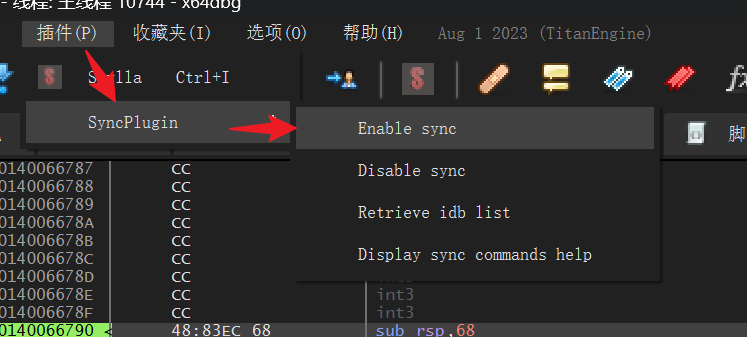 - 线程: 主线程 10744 - x64dbg
插件(P) 收藏夹(I) 选项(O) 帮助(H) Aug 1 2023 (TitanEngine)
Ctrl+I
SyncPlugin
Enable sync
Disable sync
Retrieve idb list
Display sync commands help
脚
0140066787 CC
0140066788 CC
0140066789 CC
014006678A CC
014006678B CC
014006678C CC
014006678D CC
014006678E CC int3
014006678F CC int3
0140066790 < 48:83EC 68 sub rsp,68